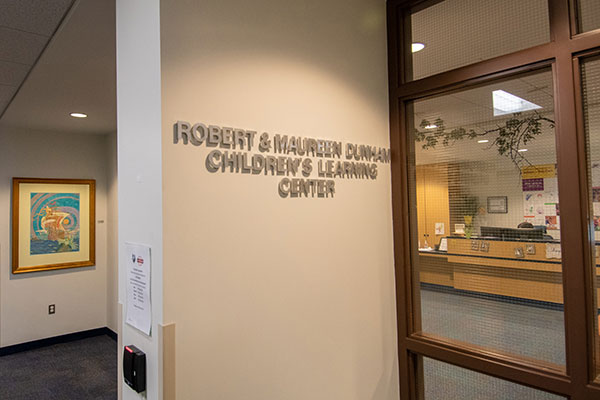 ROBERT & MAUREEN DUNHAM
CHILDREN'S LEARNING
CENTER